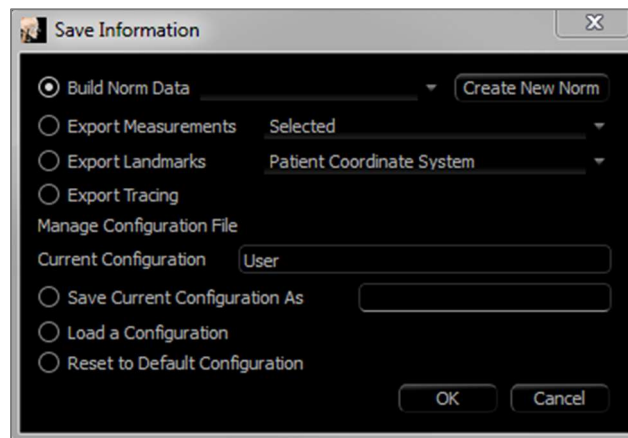 Save Information
Build Norm Data Create New Norm
Export Measurements Selected
Export Landmarks Patient Coordinate System
Export Tracing
Manage Configuration File
Current Configuration User
Save Current Configuration As
Load a Configuration
Reset to Default Configuration
OK Cancel